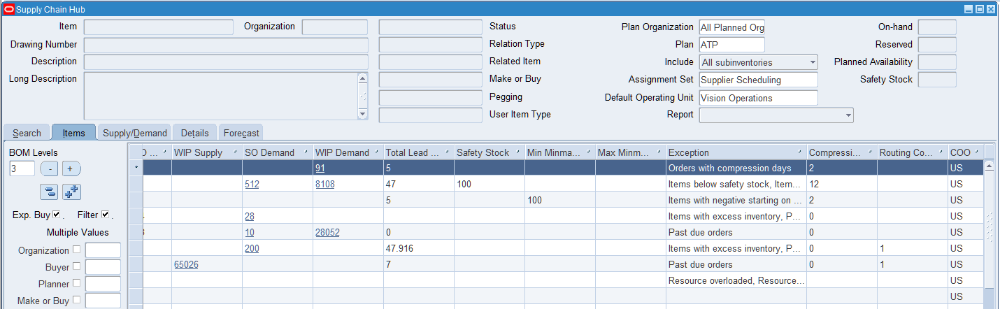 Supply Chain Hub
Item Organization Status Plan Organization All Planned Org On-hand
Drawing Number Relation Type Plan ATP Reserved
Description Related Item Include All subinventories Planned Availability
Long Description Make or Buy Assignment Set Supplier Scheduling Safety Stock
Pegging Default Operating Unit Vision Operations
User Item Type Report
Search Items Supply/Demand Details Forecast
BOM Levels
3 - +
Exp. Buy . Filter .
Multiple Values
Organization
Buyer
Planner
Make or Buy
... WIP Supply SO Demand WIP Demand Total Lead ... Safety Stock Min Minma... Max Minm... Exception Compressi... Routing Co... COO
91 5 Orders with compression days 2 US
512 8108 47 100 Items below safety stock, Item... 12 US
5 100 Items with negative starting on ... 2 US
28 Items with excess inventory, P... 0 US
10 28052 0 Past due orders 0 US
200 47.916 Items with excess inventory, P... 0 1 US
65026 7 Past due orders 0 1 US
Resource overloaded, Resource... US
US